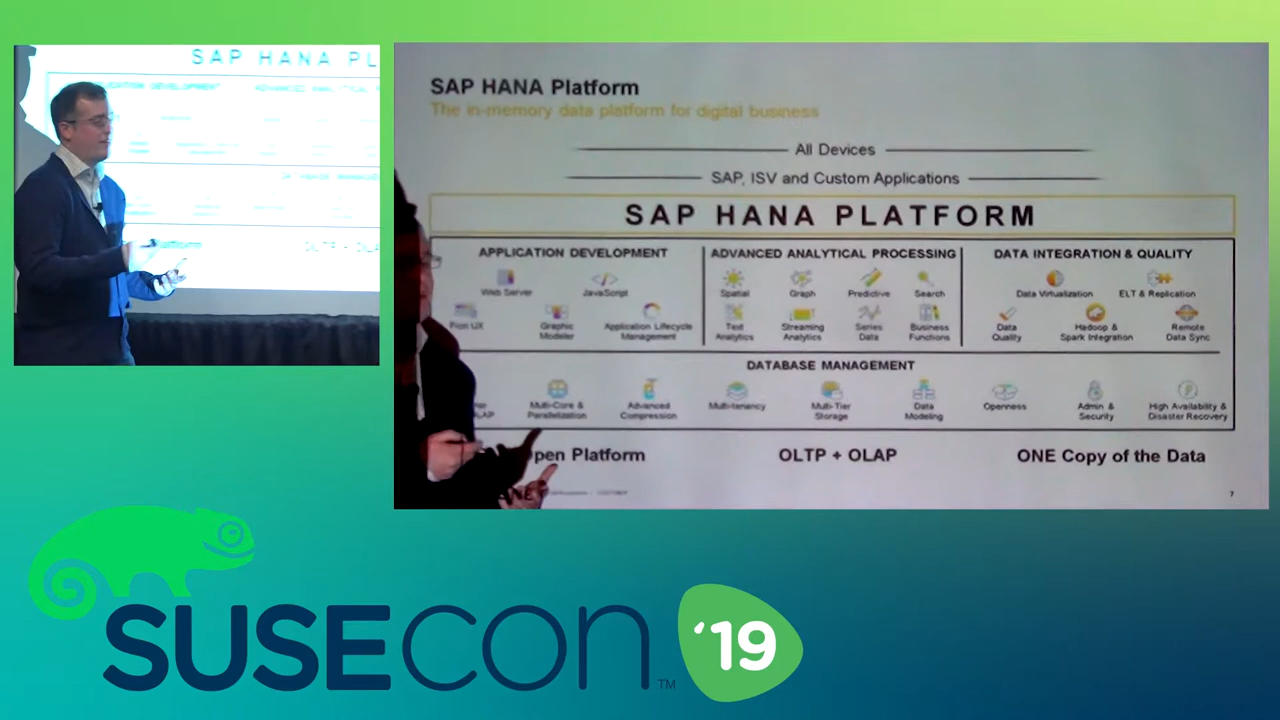 SAP HANA PL
APPLICATION DEVELOPMENT
OLTP + OLA
SAP HANA Platform
The in-memory data platform for digital business
All Devices
SAP, ISV and Custom Applications
SAP HANA PLATFORM
APPLICATION DEVELOPMENT
ADVANCED ANALYTICAL PROCESSING
DATA INTEGRATION & QUALITY
Web Server
JavaScript
Spatial
Graph
Predictive
Search
Data Virtualization
ELT & Replication
Fiori UX
Graphic
Modeler
Application Lifecycle
Management
Text
Analytics
Streaming
Analytics
Series
Data
Business
Functions
Data
Quality
Hadoop &
Spark Integration
Remote
Data Sync
DATABASE MANAGEMENT
LAP
Multi-Core &
Parallelization
Advanced
Compression
Multi-tenancy
Multi-Tier
Storage
Data
Modeling
Openness
Admin &
Security
High Availability &
Disaster Recovery
pen Platform
OLTP + OLAP
ONE Copy of the Data
7
SUSECON ™
'19